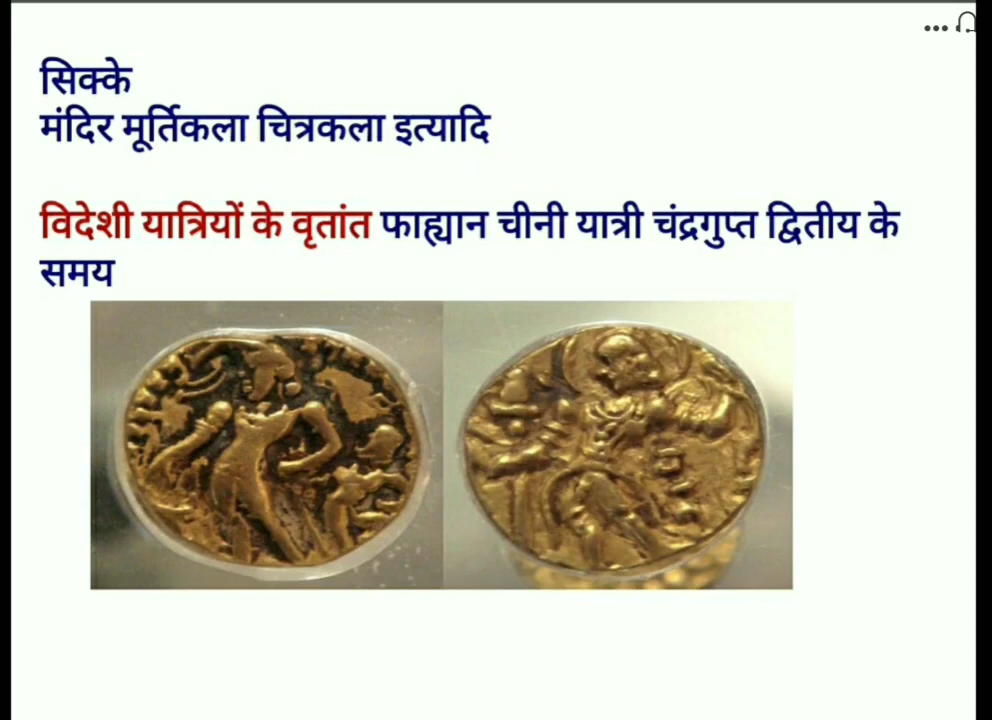 सिक्के
मंदिर मूर्तिकला चित्रकला इत्यादि
विदेशी यात्रियों के वृतांत फाह्यान चीनी यात्री चंद्रगुप्त द्वितीय के
समय